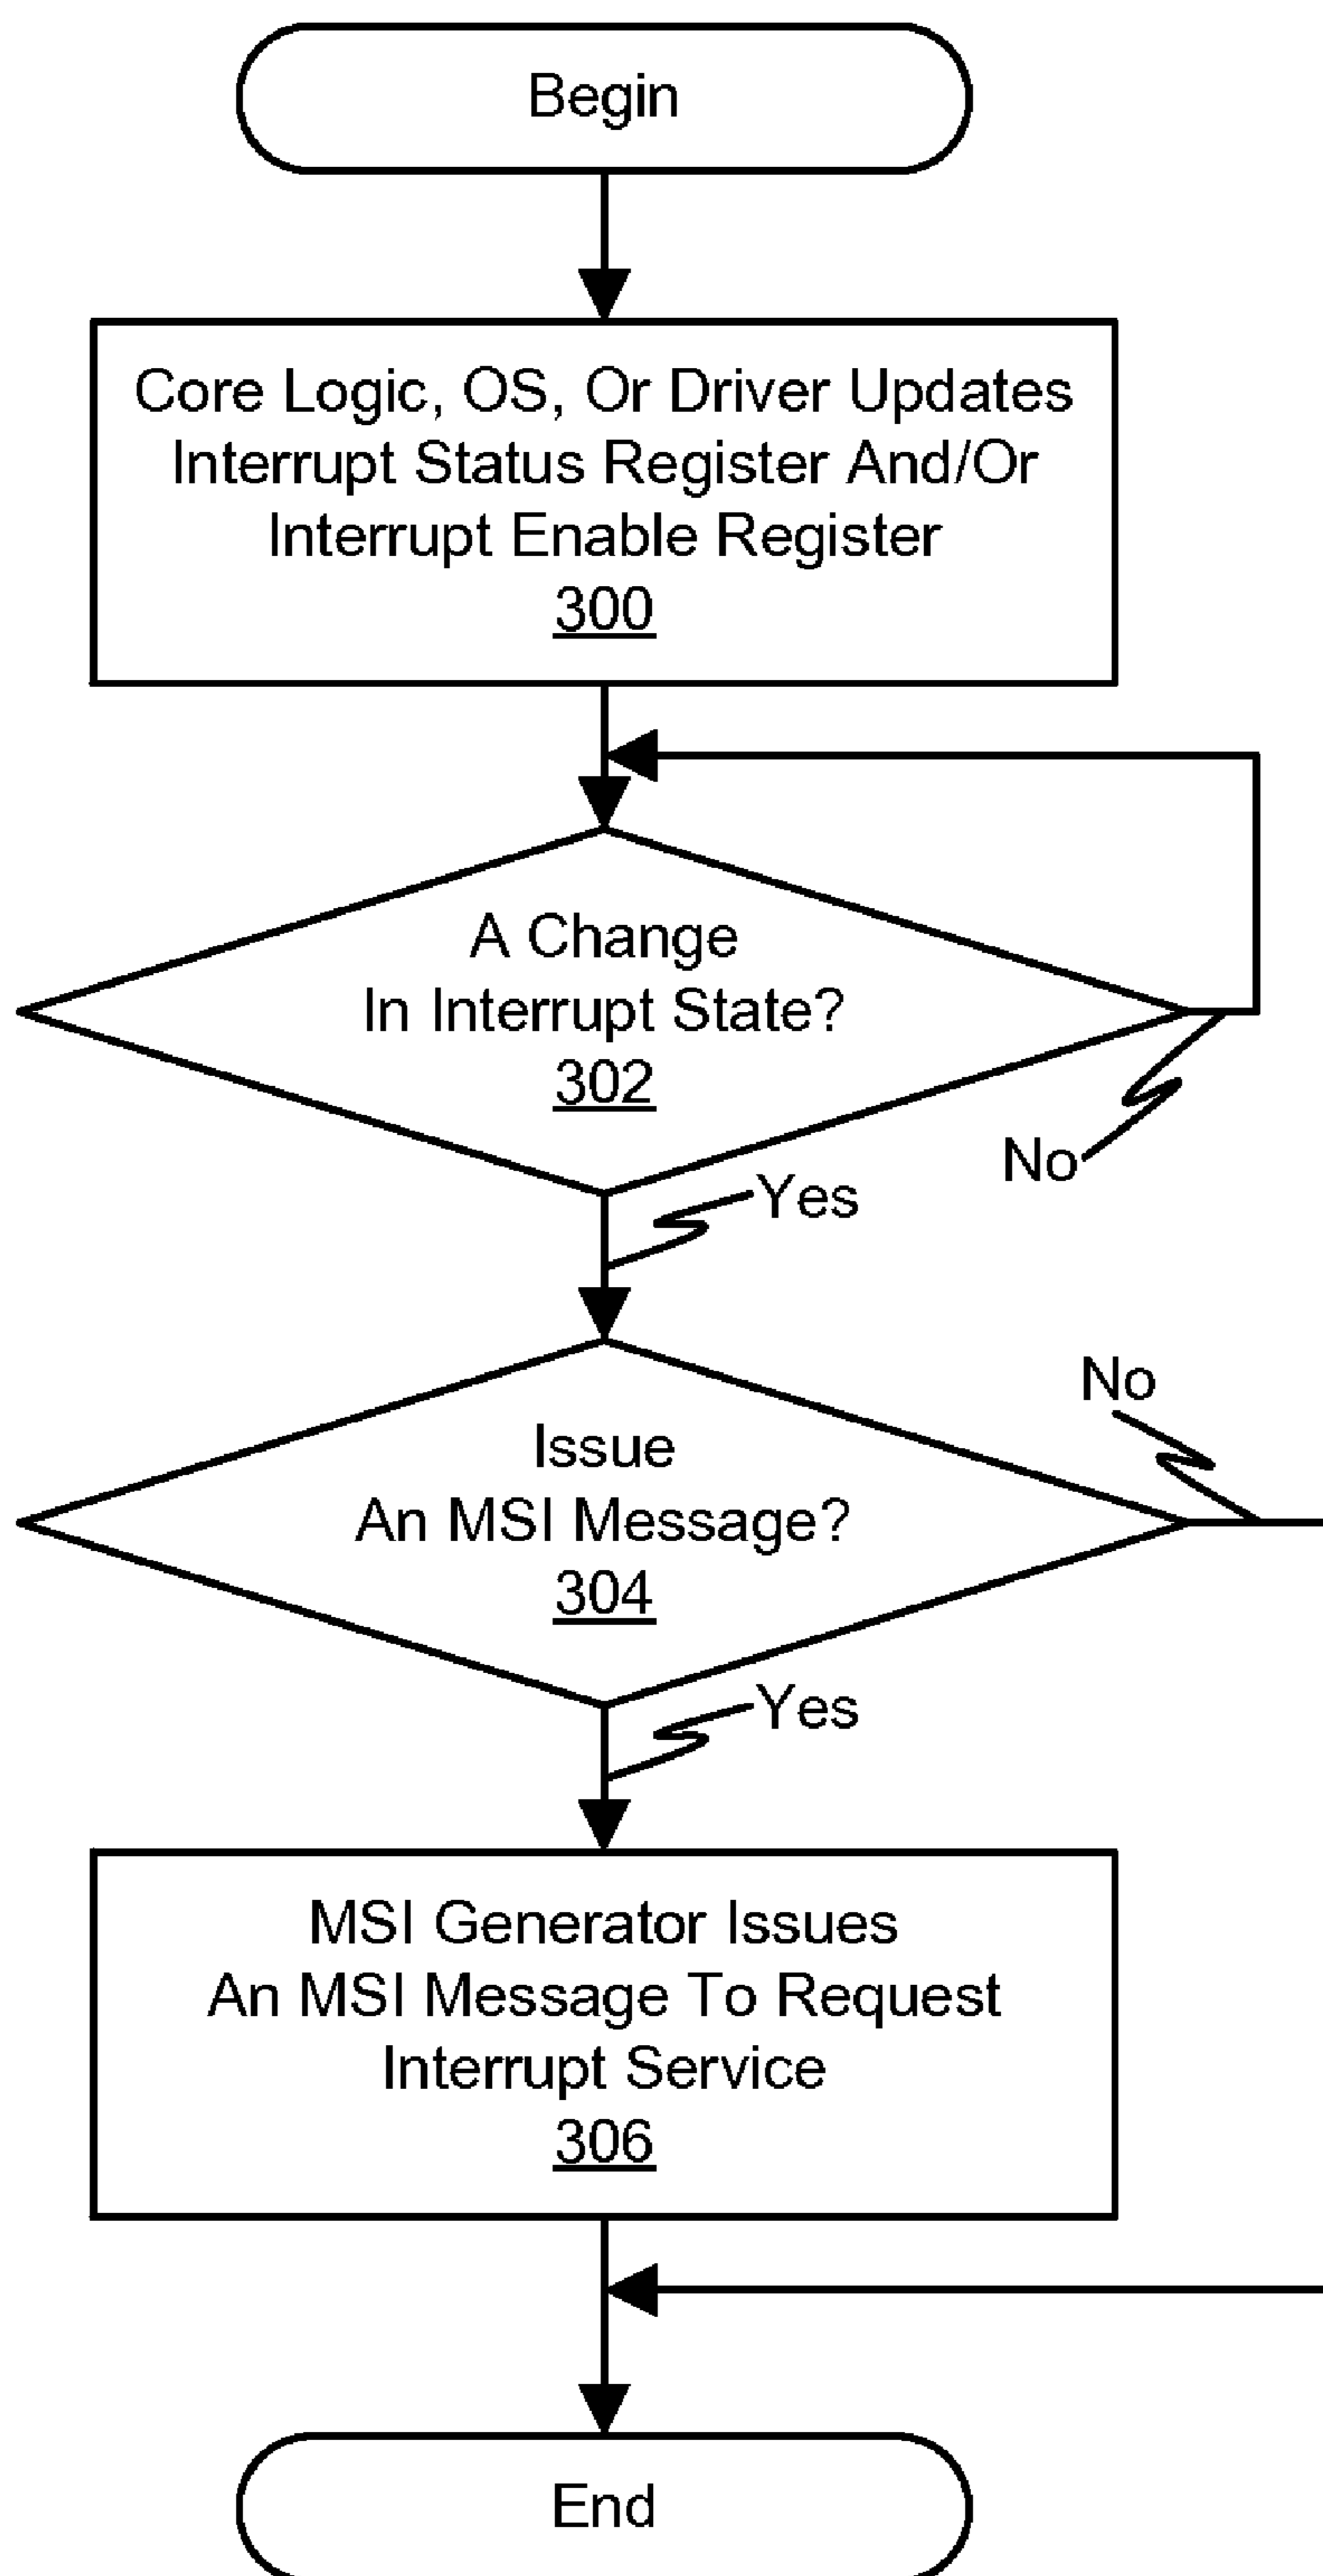 Begin
Core Logic, OS, Or Driver Updates
Interrupt Status Register And/Or
Interrupt Enable Register
300
A Change
In Interrupt State?
302
No
Yes
No
Issue
An MSI Message?
304
Yes
MSI Generator Issues
An MSI Message To Request
Interrupt Service
306
End